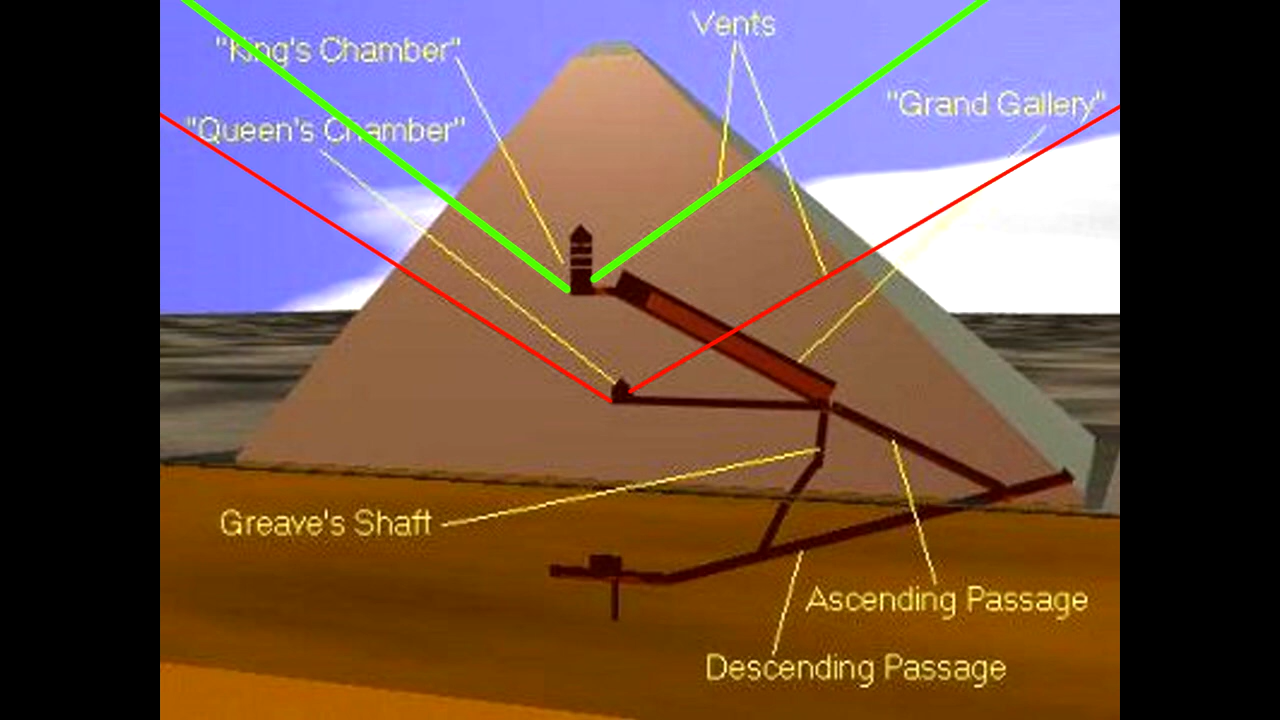 Vents
"King's Chamber"
"Grand Gallery"
"Queen's Chamber"
Greave's Shaft
Ascending Passage
Descending Passage